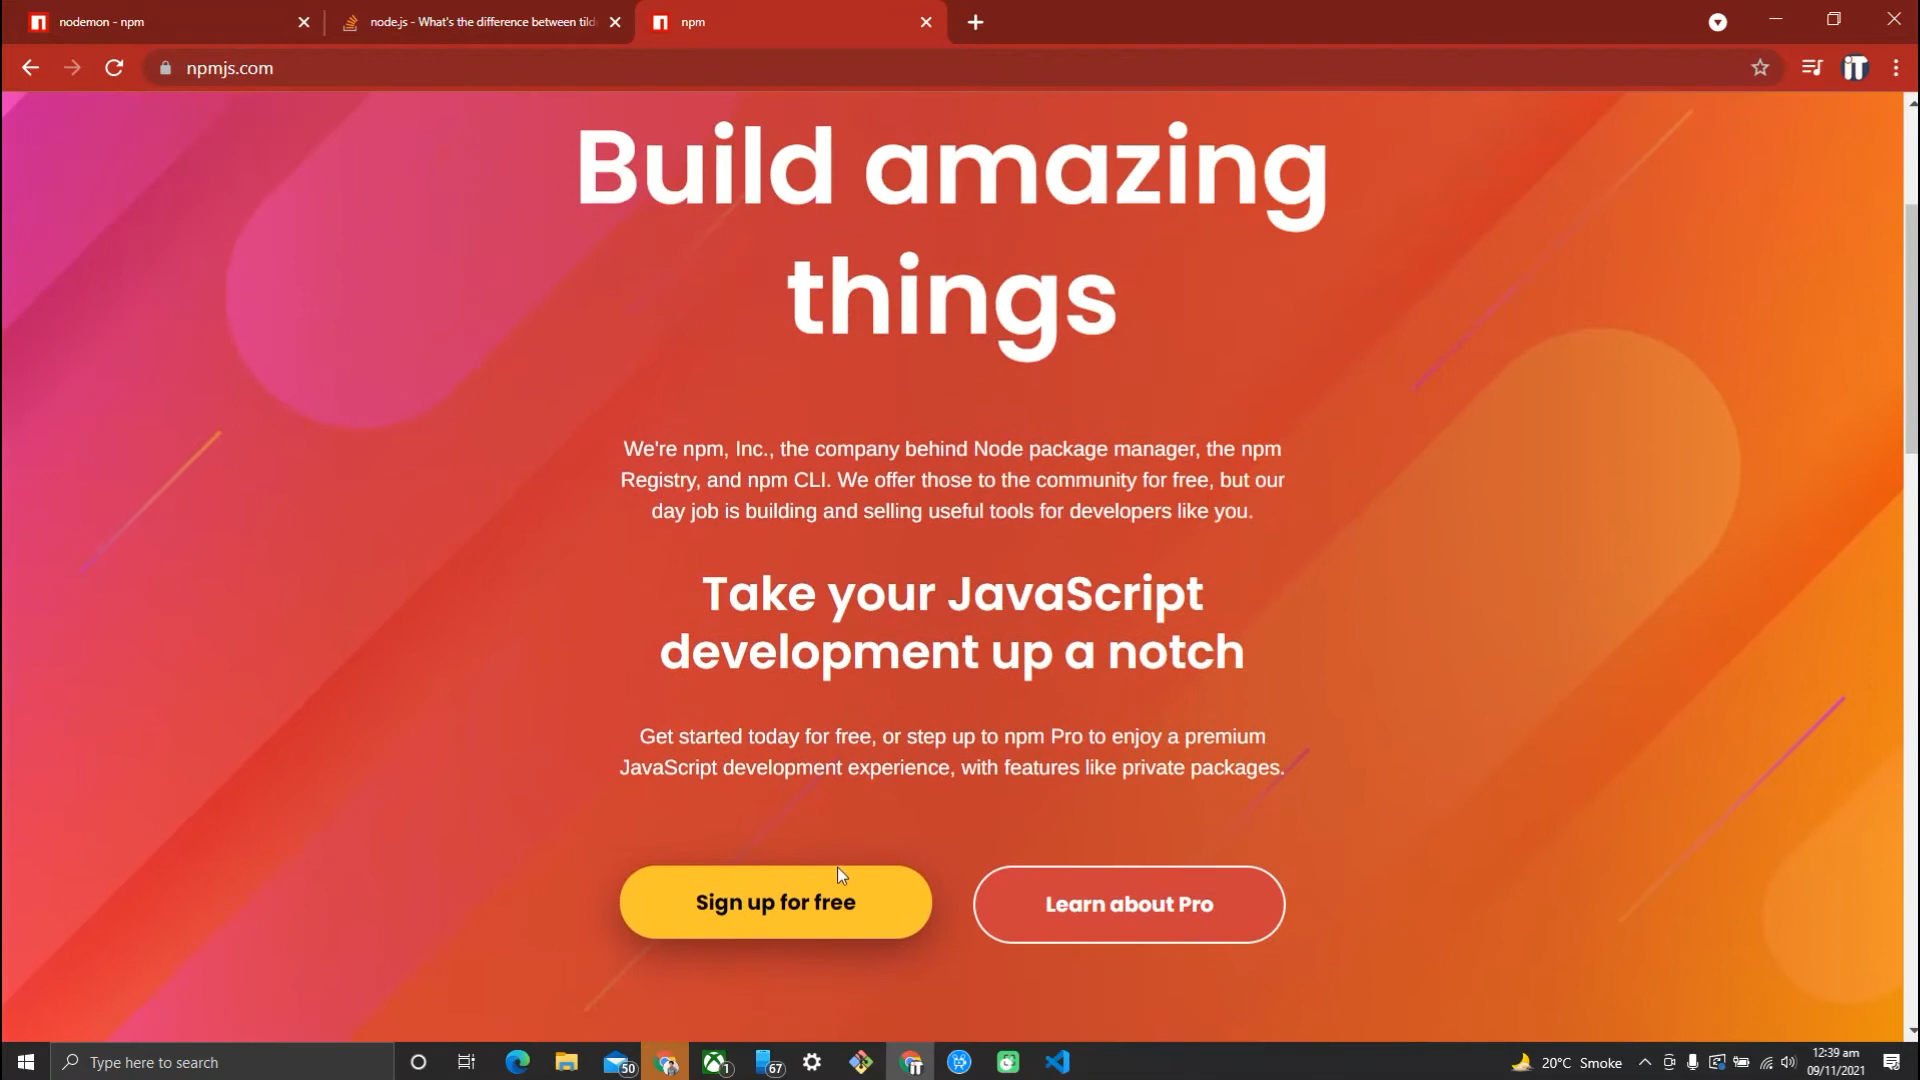 nodemon - npm
node.js - What's the difference between tild
npm
npmjs.com
iT
Build amazing
things
We're npm, Inc., the company behind Node package manager, the npm
Registry, and npm CLI. We offer those to the community for free, but our
day job is building and selling useful tools for developers like you.
Take your JavaScript
development up a notch
Get started today for free, or step up to npm Pro to enjoy a premium
JavaScript development experience, with features like private packages.
Sign up for free
Learn about Pro
Type here to search
50
1
67
20°C Smoke
12:39 am
09/11/2021